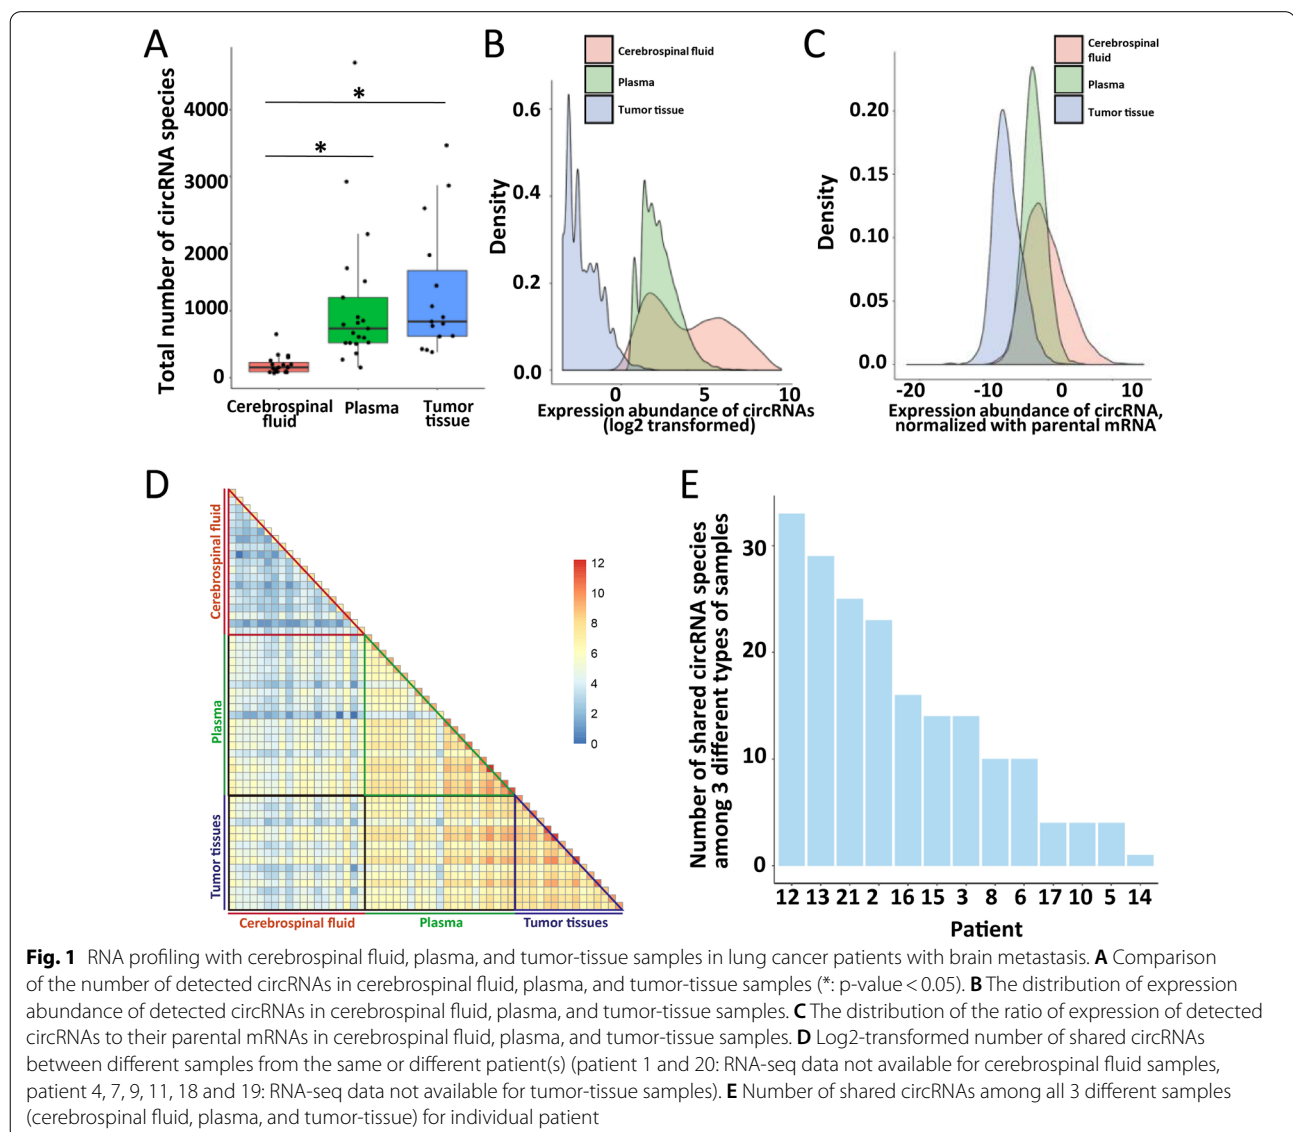 A
Total number of circRNA species
4000
3000
2000
1000
0
*
*
Cerebrospinal
fluid
Plasma
Tumor
tissue
B
Cerebrospinal fluid
Plasma
Tumor tissue
Density
0.6
0.4
0.2
0.0
0
5
10
Expression abundance of circRNAs
(log2 transformed)
C
Cerebrospinal
fluid
Plasma
Tumor tissue
Density
0.20
0.15
0.10
0.05
0.0
-20
-10
0
10
Expression abundance of circRNA,
normalized with parental mRNA
D
Cerebrospinal fluid
Plasma
Tumor tissues
Cerebrospinal fluid
Plasma
Tumor tissues
12
10
8
6
4
2
0
E
Number of shared circRNA species
among 3 different types of samples
30
20
10
0
12 13 21 2 16 15 3 8 6 17 10 5 14
Patient
Fig. 1 RNA profiling with cerebrospinal fluid, plasma, and tumor-tissue samples in lung cancer patients with brain metastasis. A Comparison
of the number of detected circRNAs in cerebrospinal fluid, plasma, and tumor-tissue samples (*: p-value < 0.05). B The distribution of expression
abundance of detected circRNAs in cerebrospinal fluid, plasma, and tumor-tissue samples. C The distribution of the ratio of expression of detected
circRNAs to their parental mRNAs in cerebrospinal fluid, plasma, and tumor-tissue samples. D Log2-transformed number of shared circRNAs
between different samples from the same or different patient(s) (patient 1 and 20: RNA-seq data not available for cerebrospinal fluid samples,
patient 4, 7, 9, 11, 18 and 19: RNA-seq data not available for tumor-tissue samples). E Number of shared circRNAs among all 3 different samples
(cerebrospinal fluid, plasma, and tumor-tissue) for individual patient